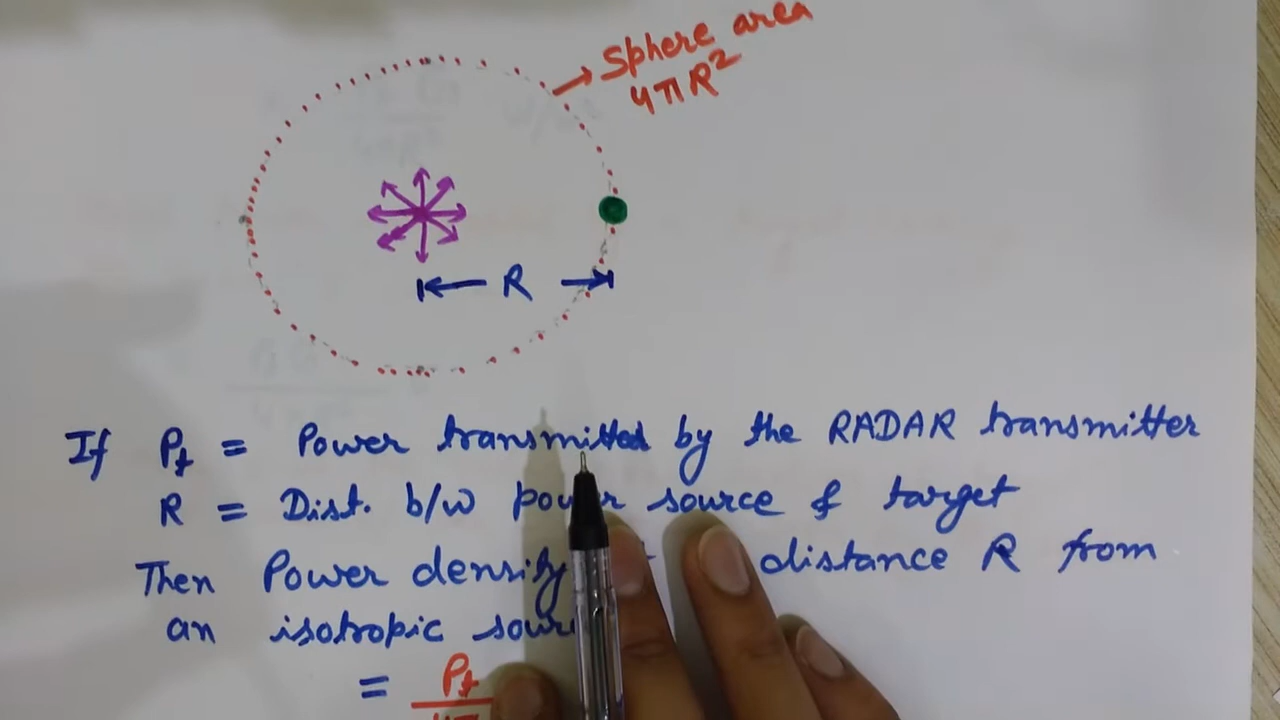 Sphere area
4πR²
R
If Pt = Power transmitted by the RADAR transmitter
R = Dist. b/w power source & target
Then Power density distance R from
an isotropic
= Pt